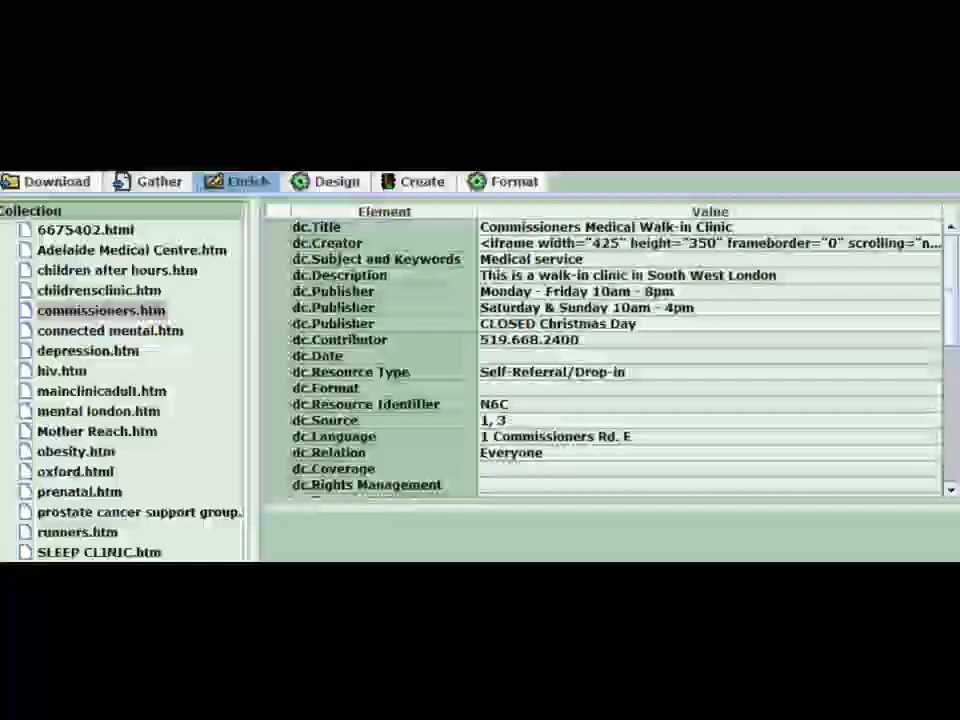 Download Gather Enrich Design Create Format
Collection
Element Value
6675402.html
Adelaide Medical Centre.htm
children after hours.htm
childrensclinic.htm
commissioners.htm
connected mental.htm
depression.htm
hiv.htm
mainclinicadull.htm
mental london.htm
Mother Reach.htm
obesity.htm
oxford.html
prenatal.htm
prostate cancer support group.
runners.htm
SLEEP CLINIC.htm
dc.Title Commissioners Medical Walk-in Clinic
dc.Creator <iframe width="425" height="350" frameborder="0" scrolling="n...
dc.Subject and Keywords Medical service
dc.Description This is a walk-in clinic in South West London
dc.Publisher Monday - Friday 10am - 8pm
dc.Publisher Saturday & Sunday 10am - 4pm
dc.Publisher CLOSED Christmas Day
dc.Contributor 519.668.2400
dc.Date
dc.Resource Type Self-Referral/Drop-in
dc.Format
dc.Resource Identifier N6C
dc.Source 1, 3
dc.Language 1 Commissioners Rd. E
dc.Relation Everyone
dc.Coverage
dc.Rights Management